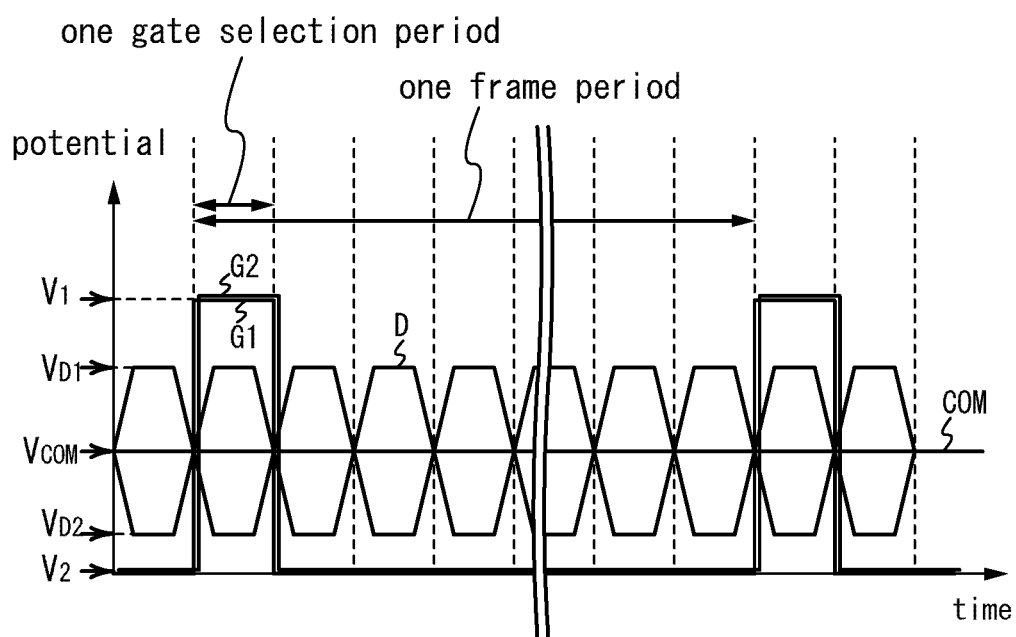 one gate selection period
one frame period
potential
V1
G2
G1
D
VD1
COM
VCOM
VD2
V2
time